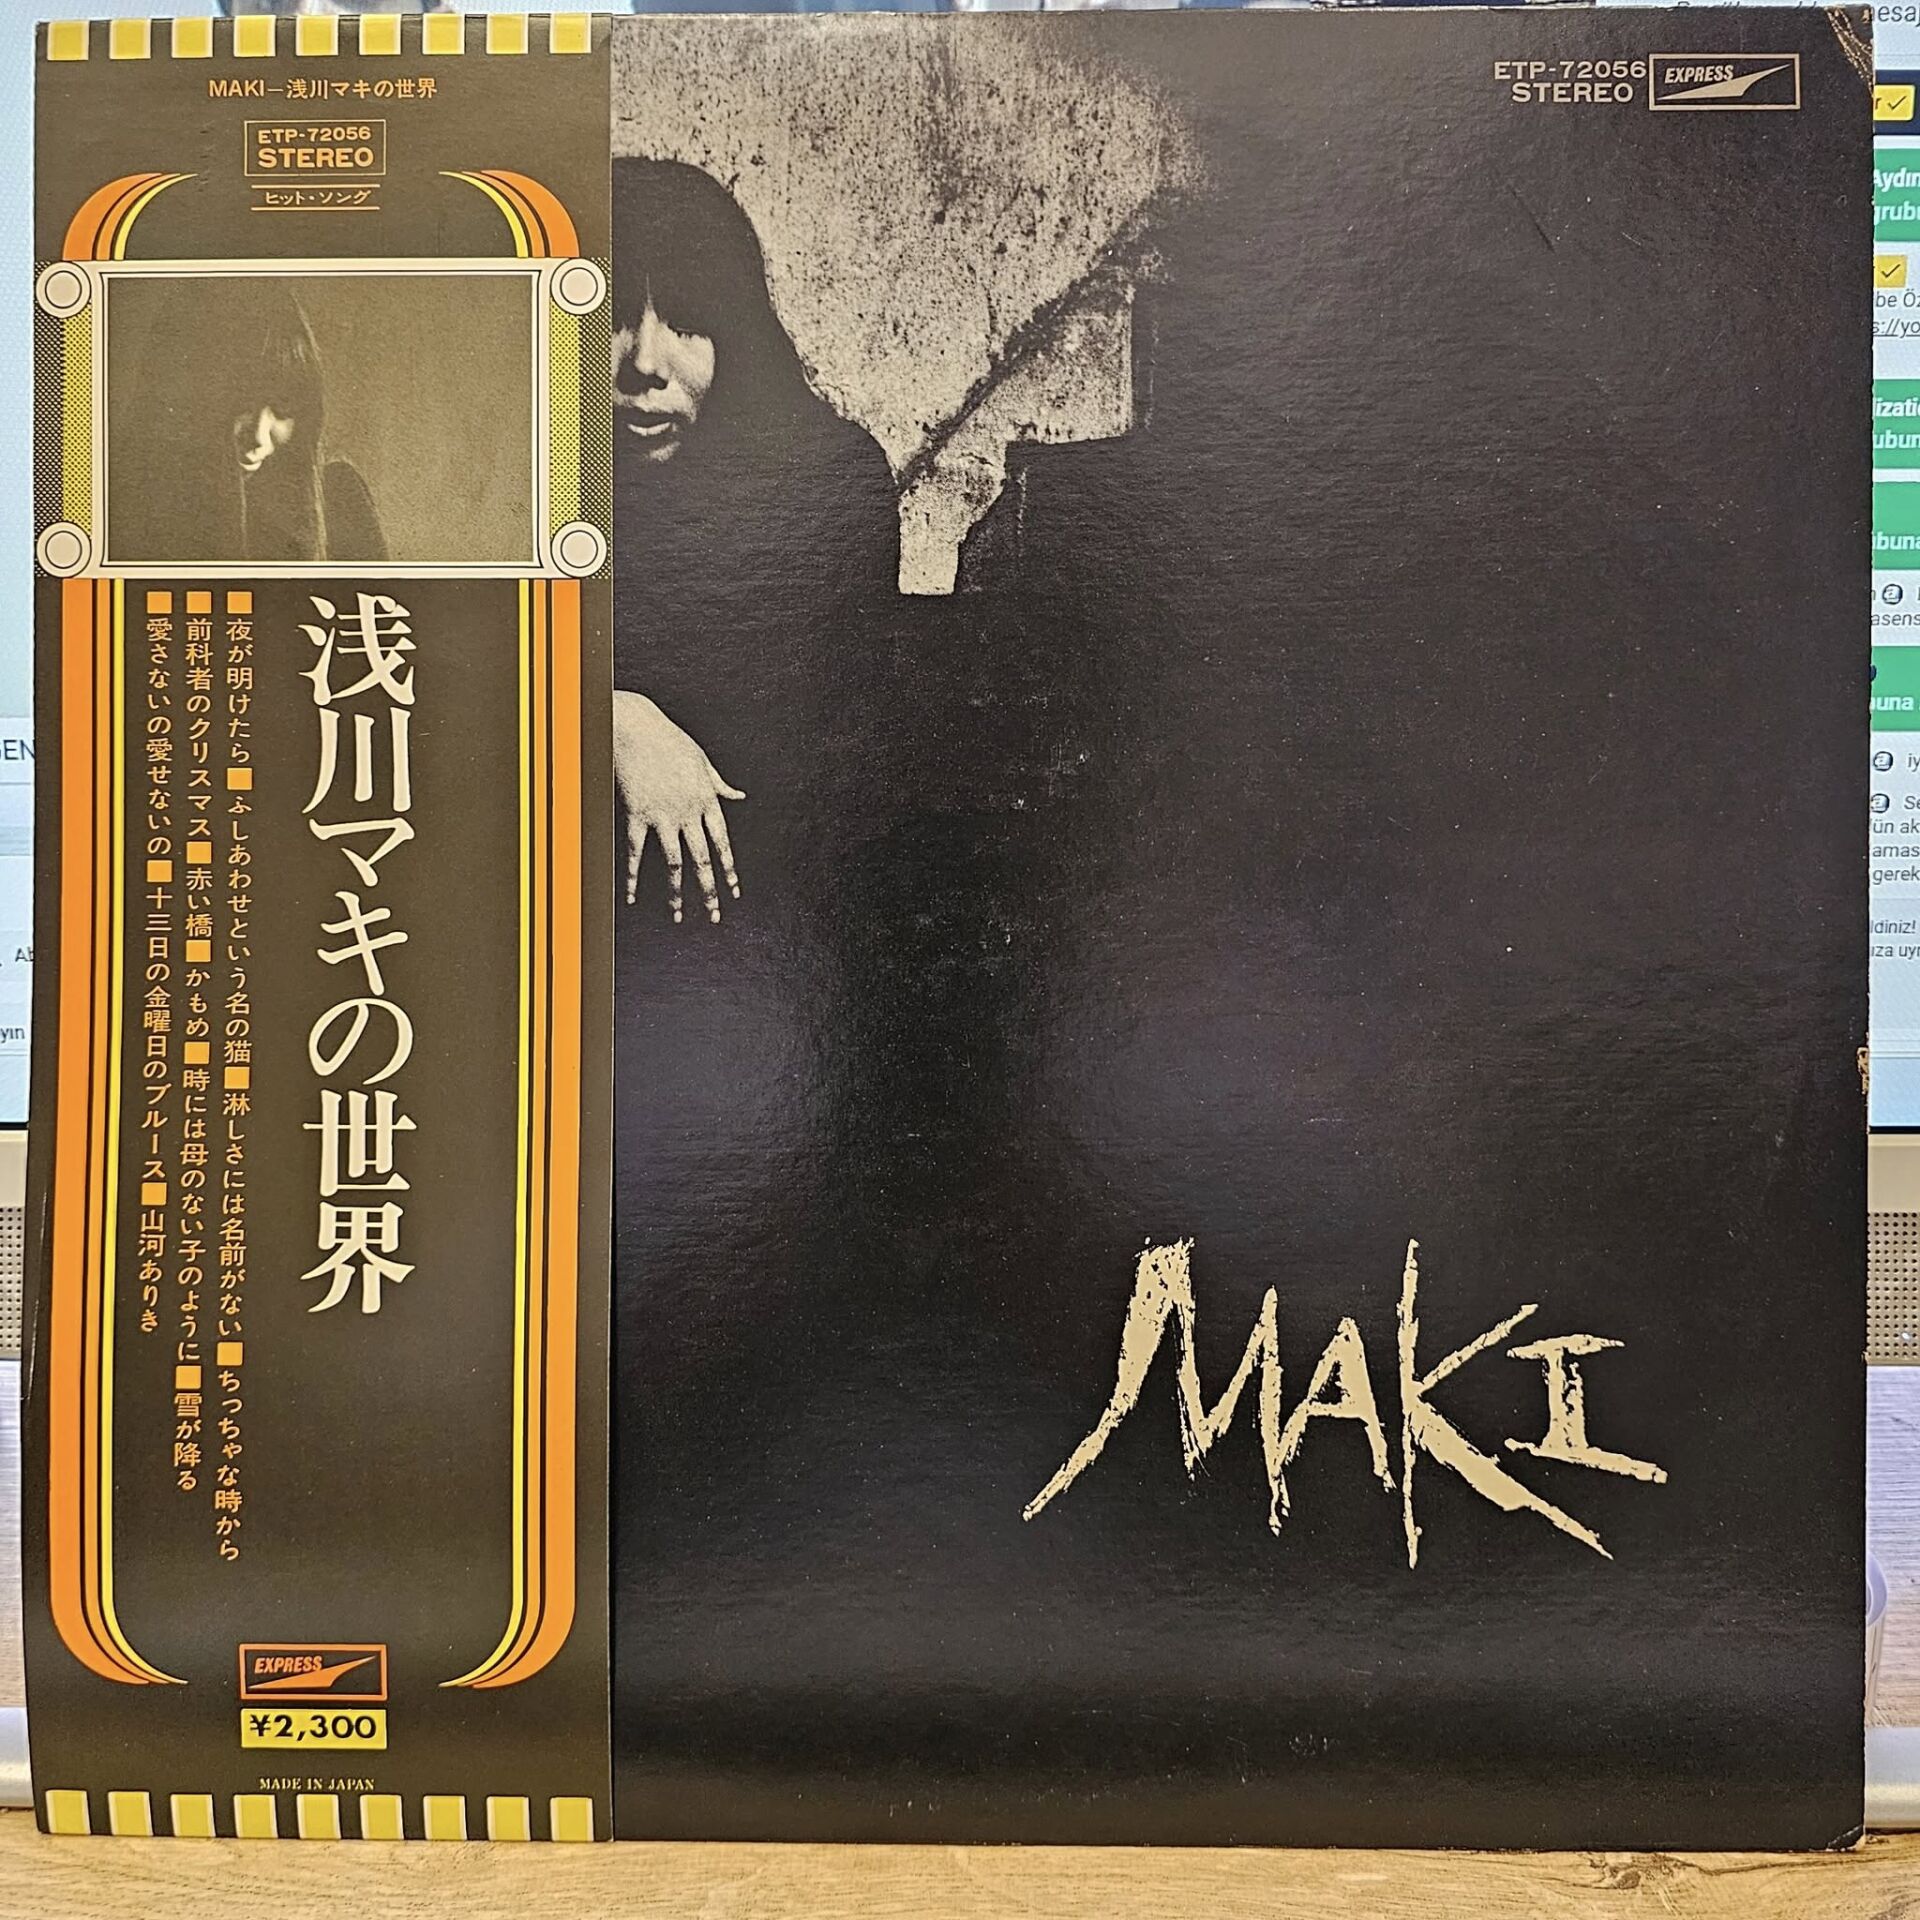 MAKI—浅川マキの世界
ETP-72056
STEREO
ヒット・ソング
浅川マキの世界
■夜が明けたら■ふしあわせという名の猫■淋しさには名前がない■ちっちゃな時から
■前科者のクリスマス■赤い橋■かもめ■時には母のない子のように■雪が降る
■愛さないの愛せないの■十三日の金曜日のブルース■山河ありき
EXPRESS
¥2,300
MADE IN JAPAN
ETP-72056
STEREO
EXPRESS
MAKI